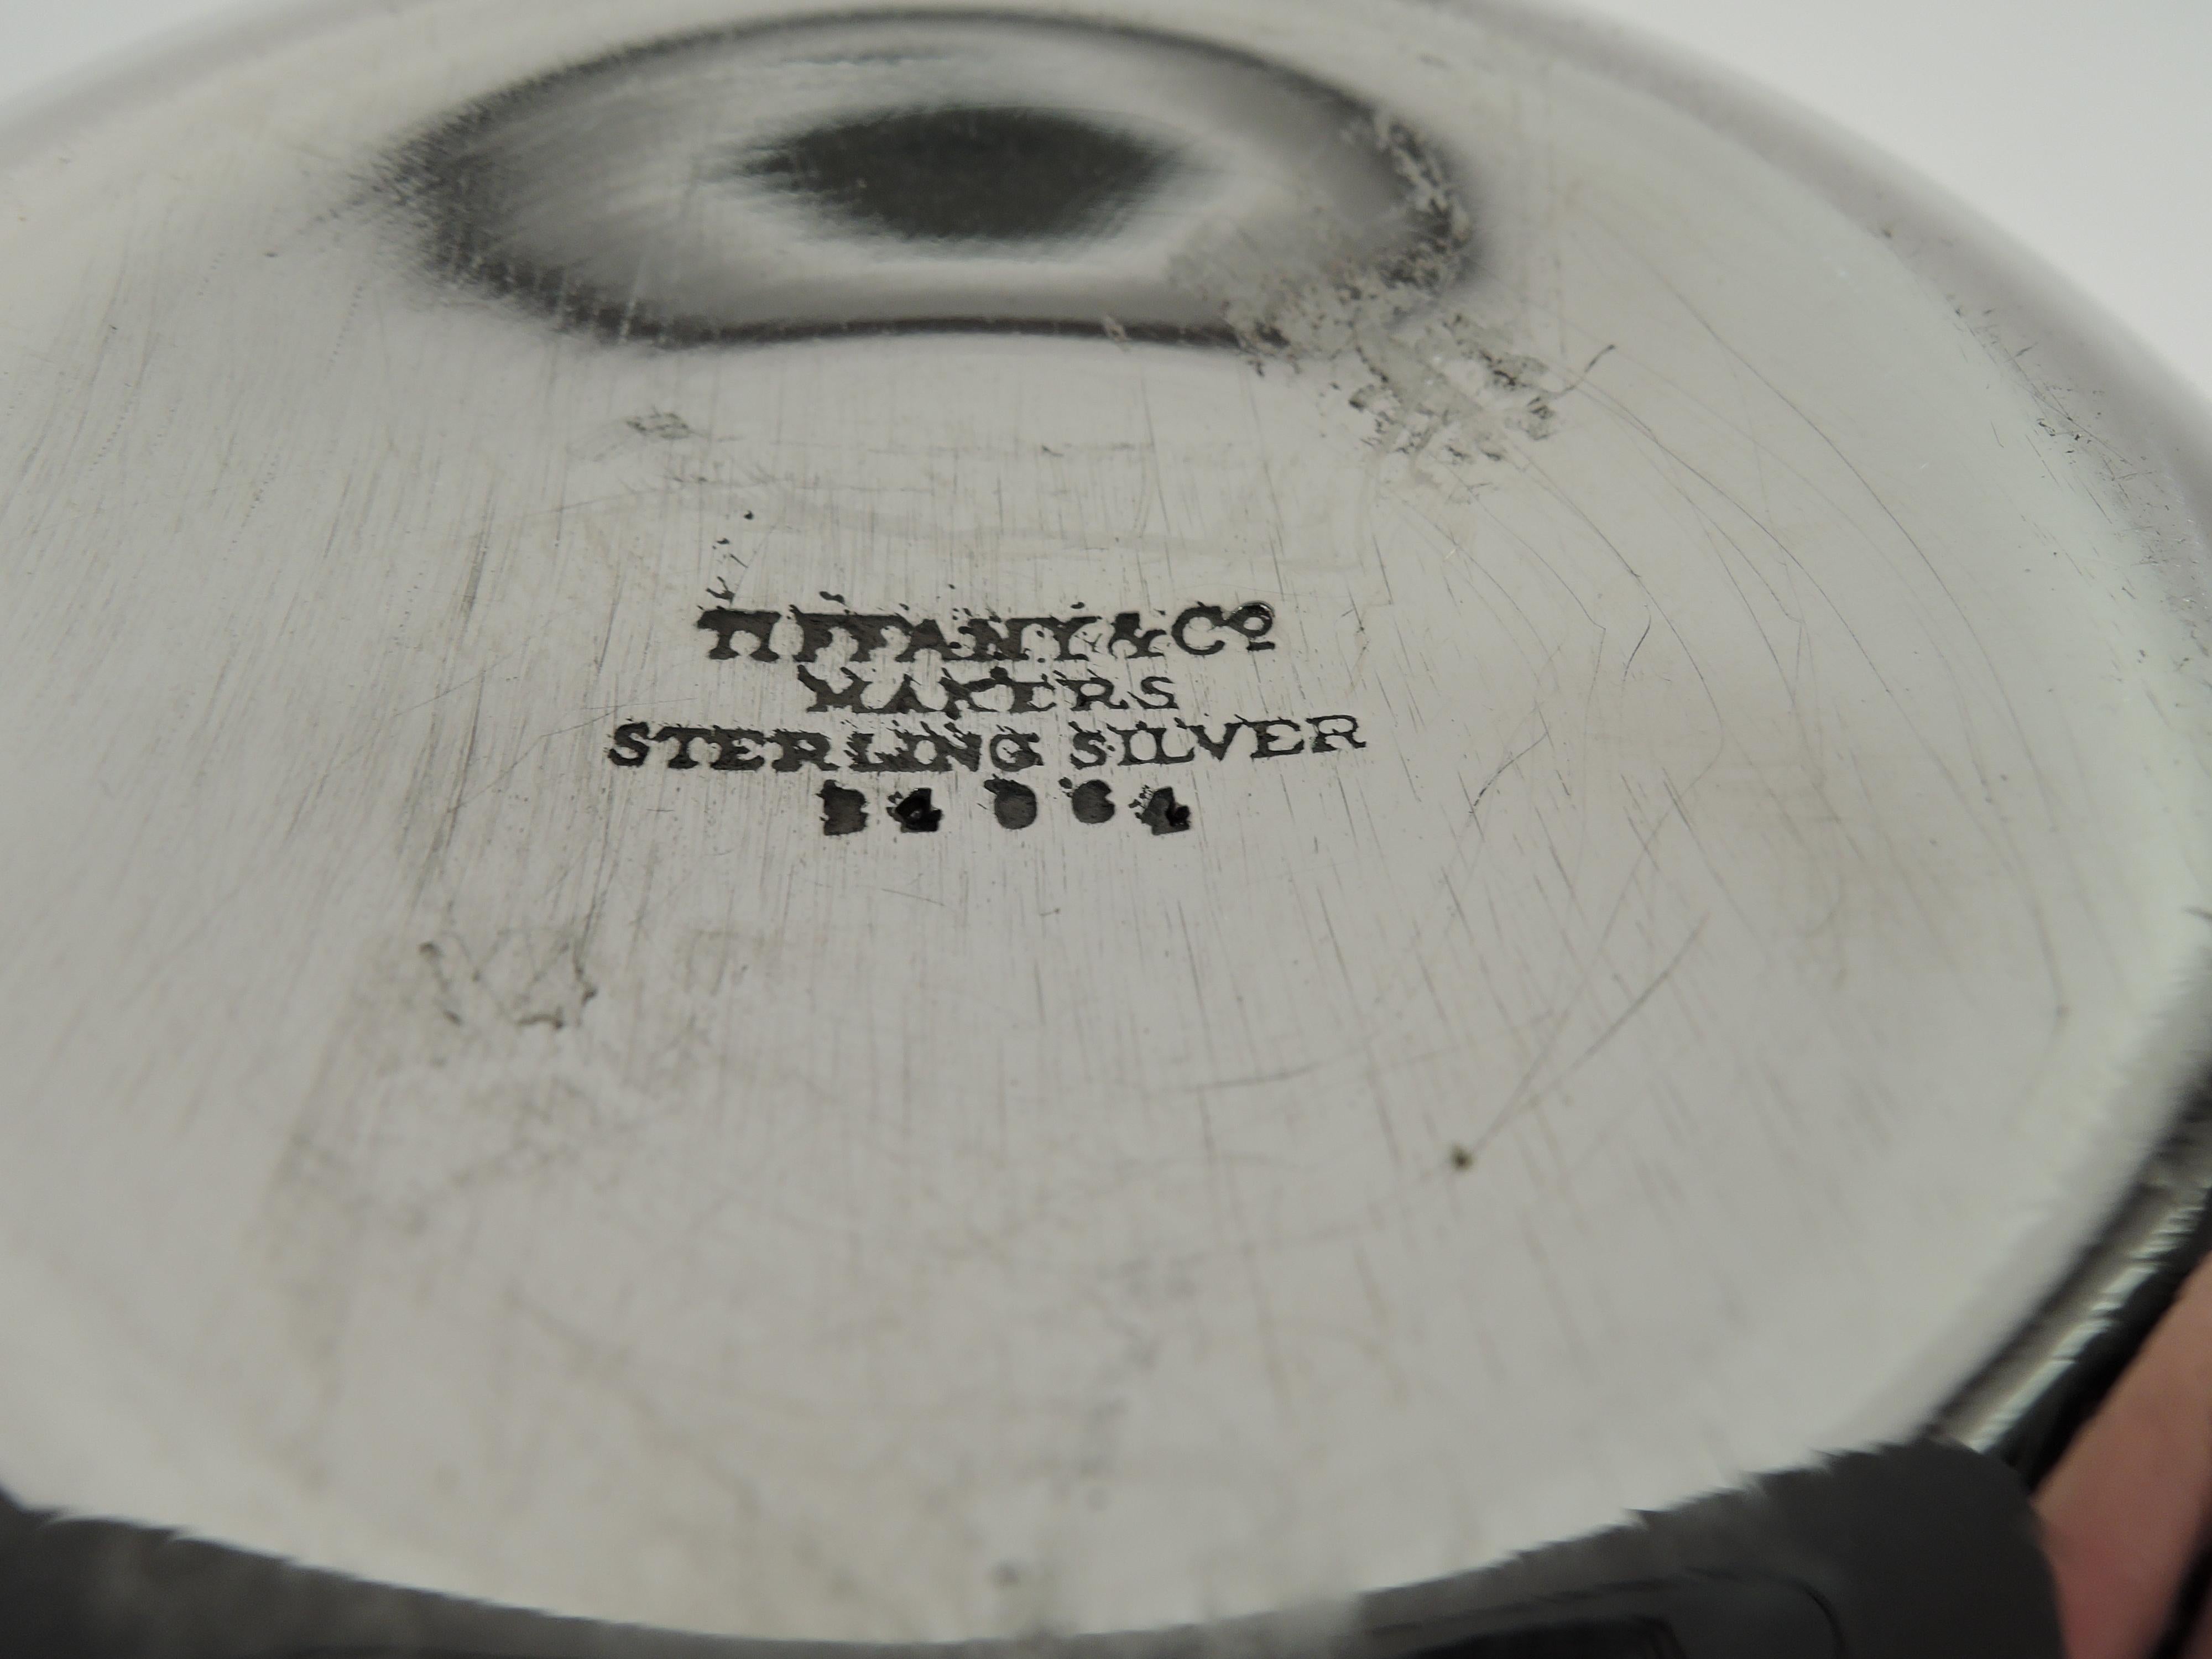 TIFFANY & Cº
MAKERS
STERLING SILVER